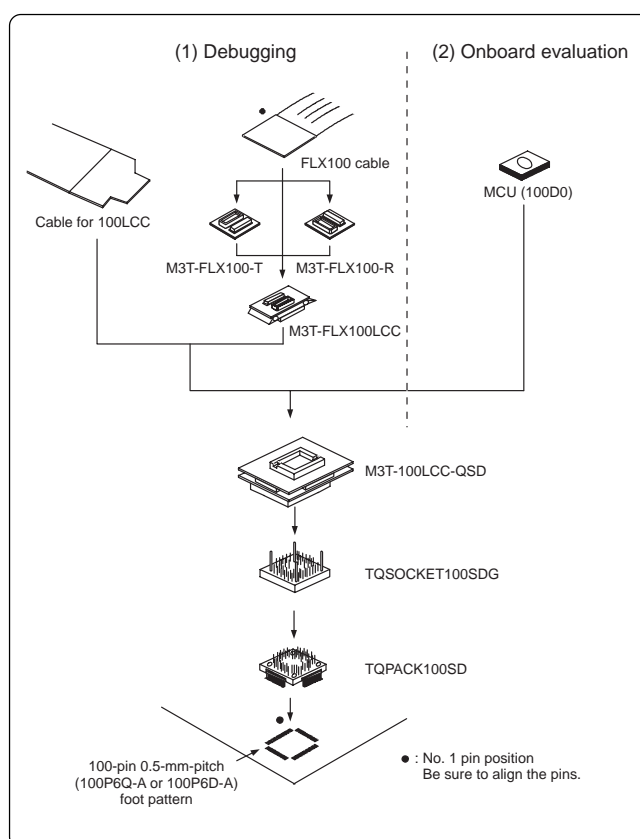 (1) Debugging
(2) Onboard evaluation
FLX100 cable
MCU (100D0)
Cable for 100LCC
M3T-FLX100-T
M3T-FLX100-R
M3T-FLX100LCC
M3T-100LCC-QSD
TQSOCKET100SDG
TQPACK100SD
100-pin 0.5-mm-pitch
(100P6Q-A or 100P6D-A)
foot pattern
● : No. 1 pin position
Be sure to align the pins.